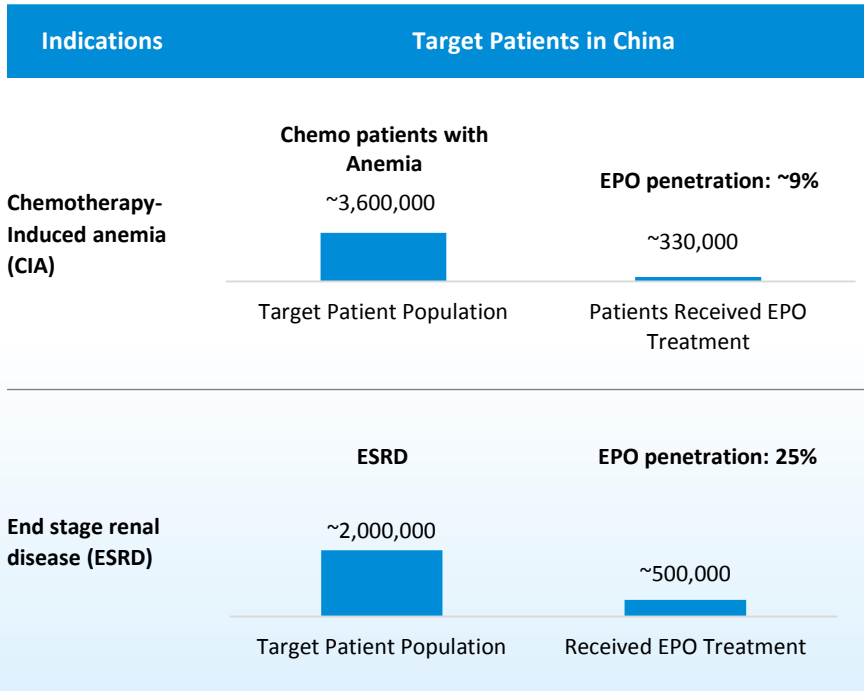 Indications
Target Patients in China
Chemo patients with
Anemia
EPO penetration: ~9%
Chemotherapy-
Induced anemia
(CIA)
~3,600,000
~330,000
Target Patient Population
Patients Received EPO
Treatment
ESRD
EPO penetration: 25%
End stage renal
disease (ESRD)
~2,000,000
~500,000
Target Patient Population
Received EPO Treatment